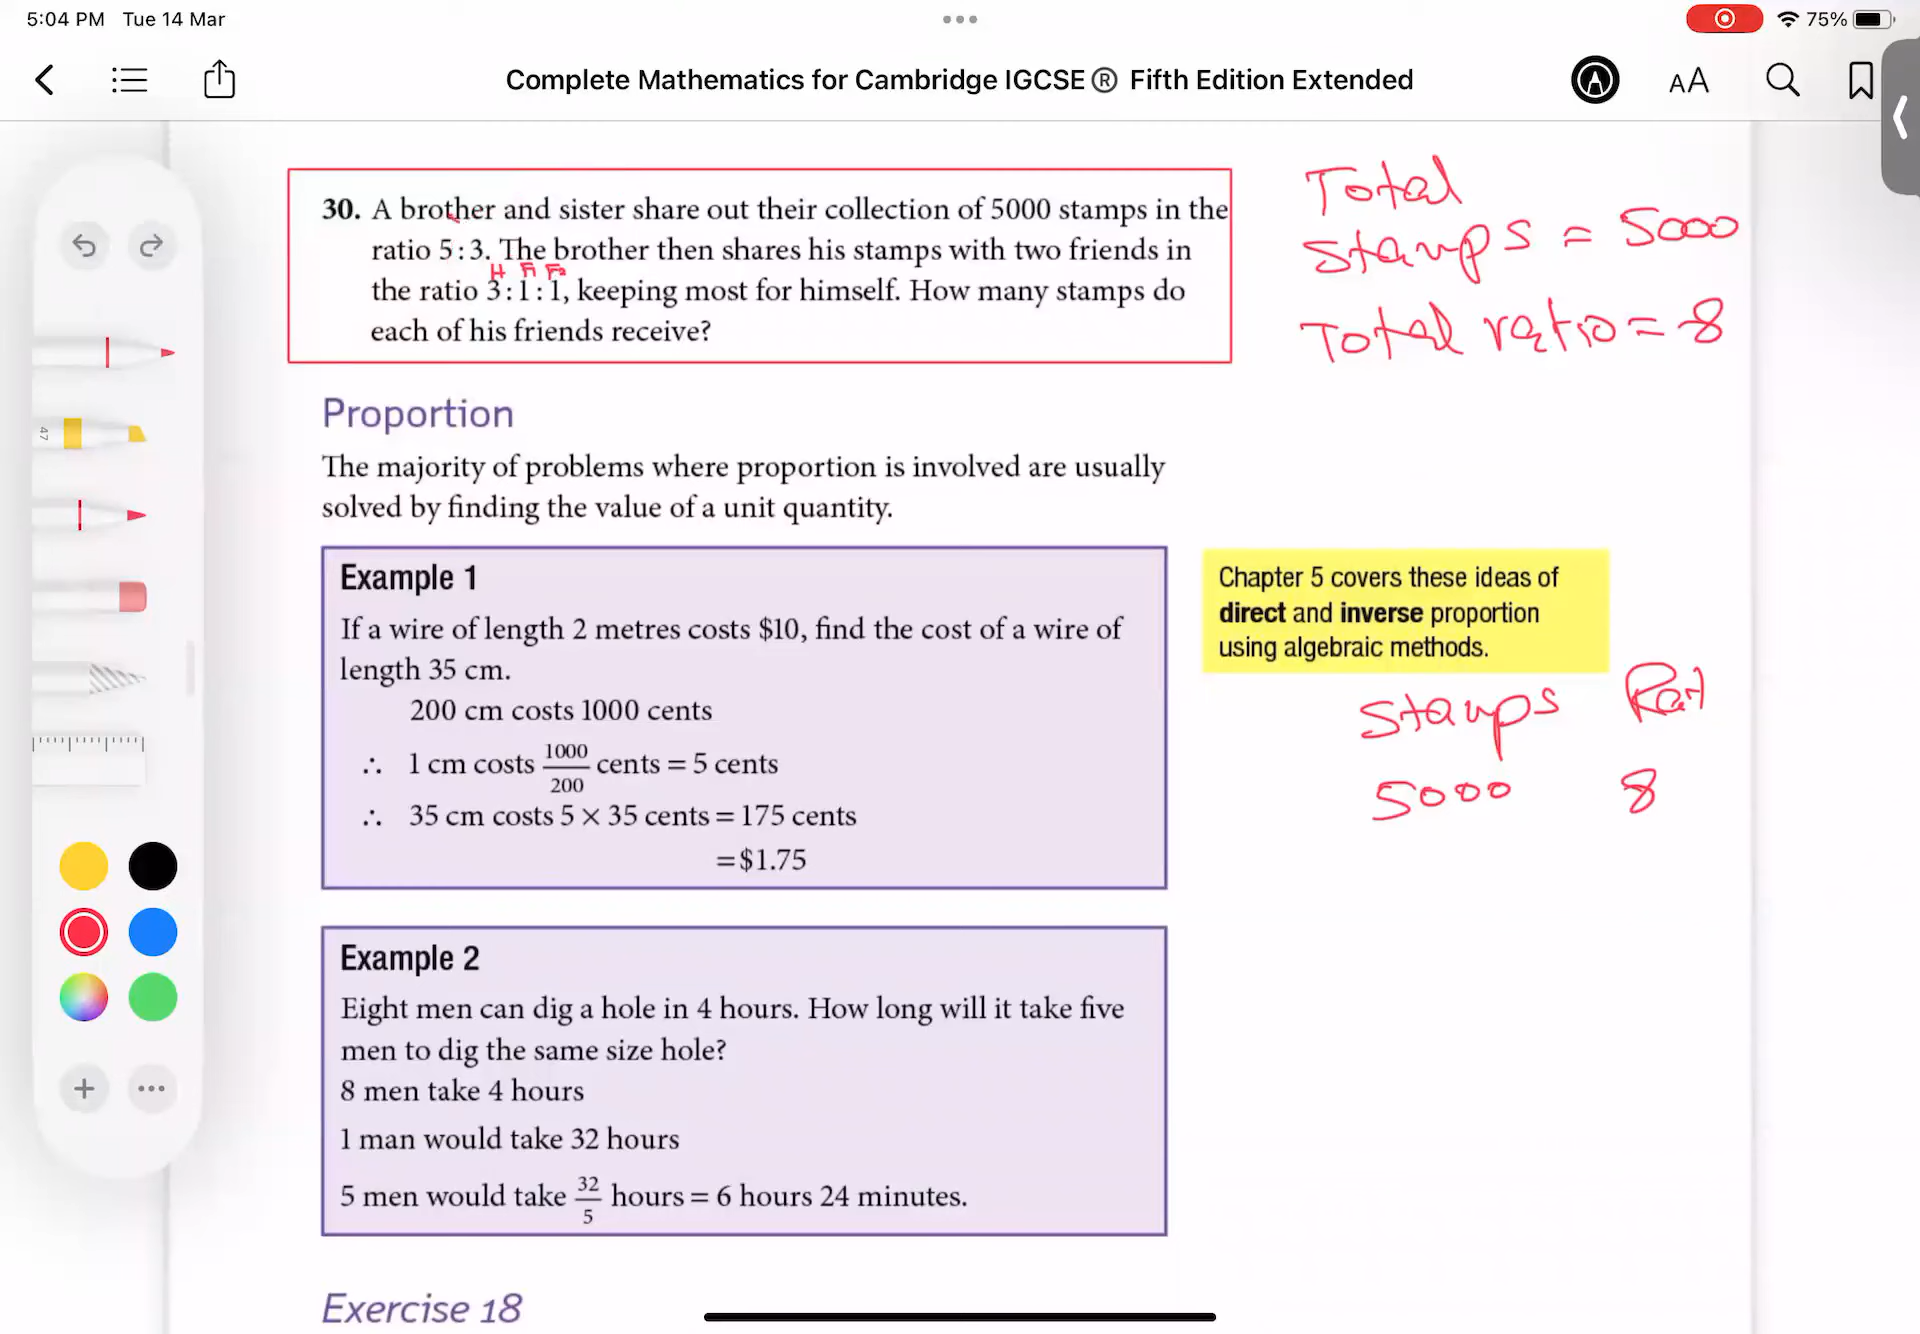 5:04 PM Tue 14 Mar
75%
Complete Mathematics for Cambridge IGCSE® Fifth Edition Extended
AA
30. A brother and sister share out their collection of 5000 stamps in the
ratio 5:3. The brother then shares his stamps with two friends in
H F1 F2
the ratio 3:1:1, keeping most for himself. How many stamps do
each of his friends receive?
Total
stamps = 5000
Total ratio = 8
Proportion
The majority of problems where proportion is involved are usually
solved by finding the value of a unit quantity.
Example 1
If a wire of length 2 metres costs $10, find the cost of a wire of
length 35 cm.
200 cm costs 1000 cents
∴ 1 cm costs 1000/200 cents = 5 cents
∴ 35 cm costs 5 × 35 cents = 175 cents
= $1.75
Chapter 5 covers these ideas of
direct and inverse proportion
using algebraic methods.
Stamps Rat
5000 8
Example 2
Eight men can dig a hole in 4 hours. How long will it take five
men to dig the same size hole?
8 men take 4 hours
1 man would take 32 hours
5 men would take 32/5 hours = 6 hours 24 minutes.
Exercise 18
47